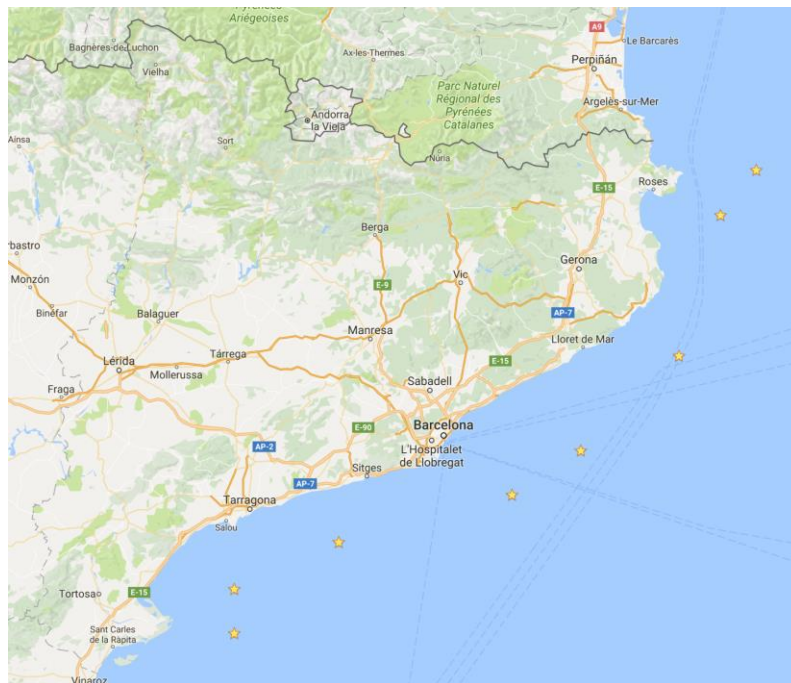 Pyrénées
Ariégeoises
A9
Bagnères-de-Luchon
Le Barcarès
Ax-les-Thermes
Perpiñán
Vielha
Parc Naturel
Régional des
Pyrénées
Catalanes
Argelès-sur-Mer
Andorra
la Vieja
Ainsa
Sort
Núria
E-15
Roses
Berga
rbastro
Gerona
Vic
Monzón
E-9
Binéfar
Balaguer
AP-7
Manresa
Lloret de Mar
Tárrega
E-15
Lérida
Mollerussa
Sabadell
Fraga
Barcelona
E-90
L'Hospitalet
de Llobregat
AP-2
Sitges
AP-7
Tarragona
Salou
E-15
Tortosa
Sant Carles
de la Ràpita
Vinaroz